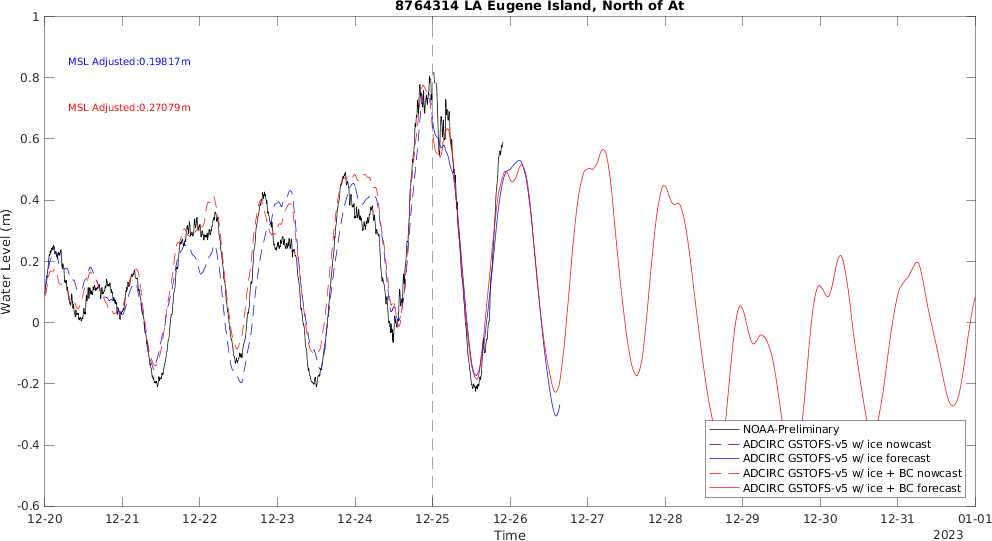 8764314 LA Eugene Island, North of At
MSL Adjusted:0.19817m
MSL Adjusted:0.27079m
Water Level (m)
1
0.8
0.6
0.4
0.2
0
-0.2
-0.4
-0.6
NOAA-Preliminary
ADCIRC GSTOFS-v5 w/ ice nowcast
ADCIRC GSTOFS-v5 w/ ice forecast
ADCIRC GSTOFS-v5 w/ ice + BC nowcast
ADCIRC GSTOFS-v5 w/ ice + BC forecast
12-20 12-21 12-22 12-23 12-24 12-25 12-26 12-27 12-28 12-29 12-30 12-31 01-01
Time
2023